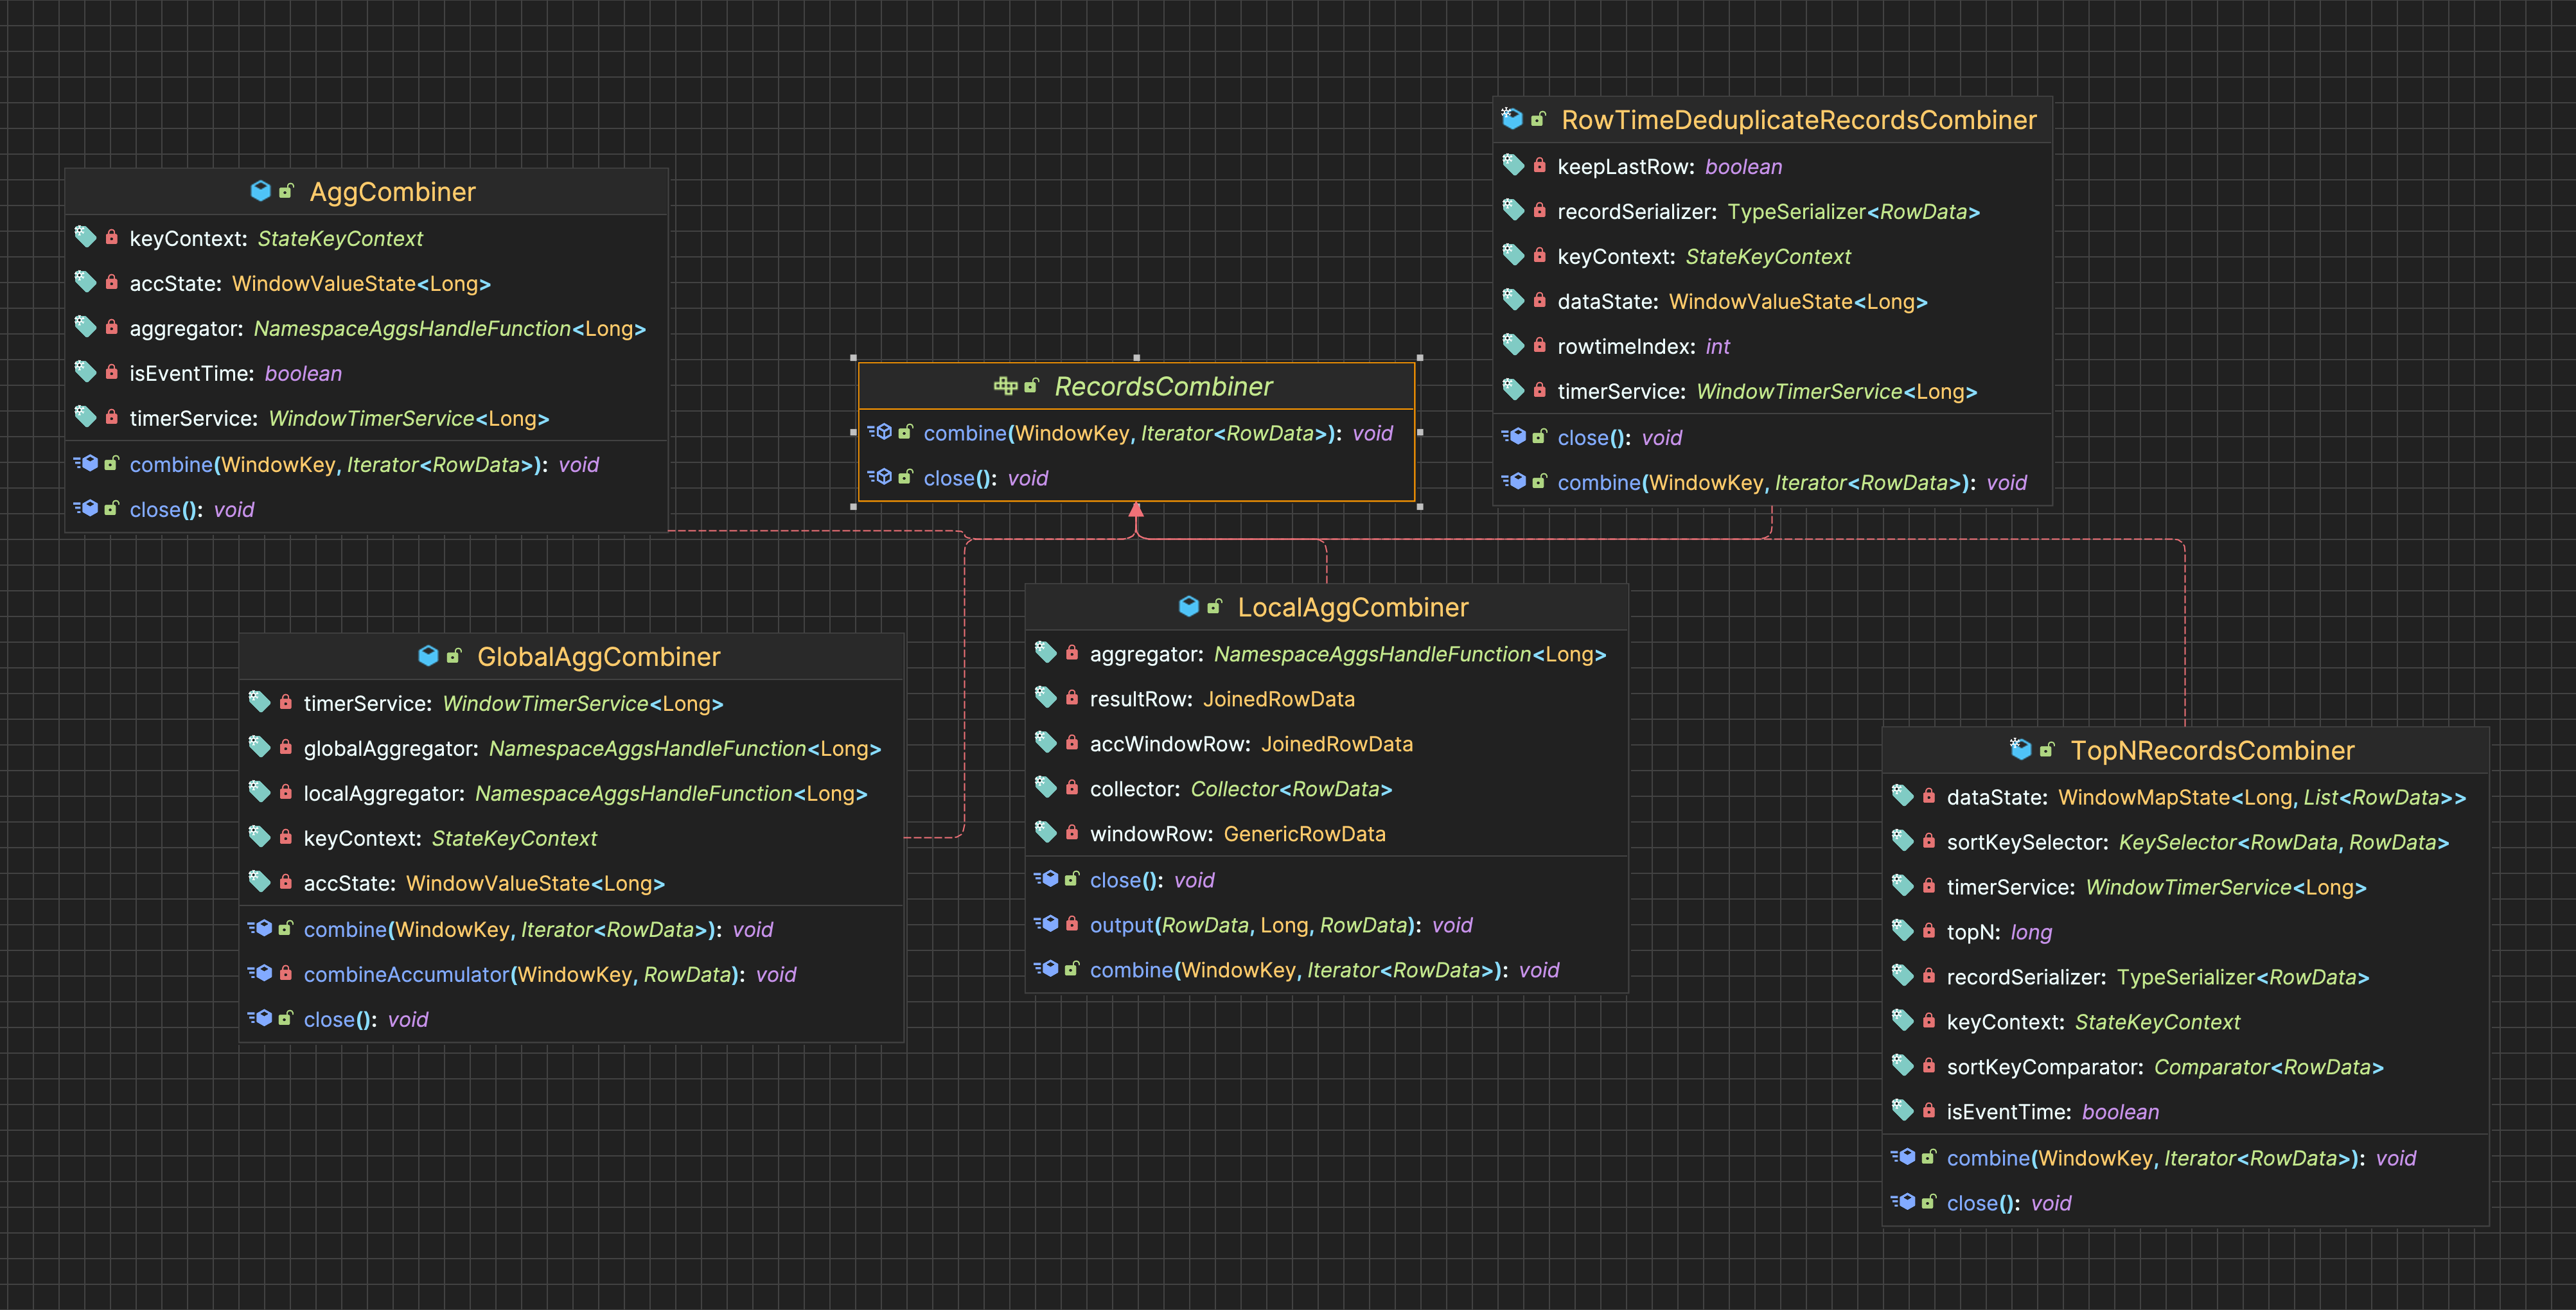 AggCombiner
keyContext: StateKeyContext
accState: WindowValueState<Long>
aggregator: NamespaceAggsHandleFunction<Long>
isEventTime: boolean
timerService: WindowTimerService<Long>
combine(WindowKey, Iterator<RowData>): void
close(): void
RecordsCombiner
combine(WindowKey, Iterator<RowData>): void
close(): void
RowTimeDeduplicateRecordsCombiner
keepLastRow: boolean
recordSerializer: TypeSerializer<RowData>
keyContext: StateKeyContext
dataState: WindowValueState<Long>
rowtimeIndex: int
timerService: WindowTimerService<Long>
close(): void
combine(WindowKey, Iterator<RowData>): void
GlobalAggCombiner
timerService: WindowTimerService<Long>
globalAggregator: NamespaceAggsHandleFunction<Long>
localAggregator: NamespaceAggsHandleFunction<Long>
keyContext: StateKeyContext
accState: WindowValueState<Long>
combine(WindowKey, Iterator<RowData>): void
combineAccumulator(WindowKey, RowData): void
close(): void
LocalAggCombiner
aggregator: NamespaceAggsHandleFunction<Long>
resultRow: JoinedRowData
accWindowRow: JoinedRowData
collector: Collector<RowData>
windowRow: GenericRowData
close(): void
output(RowData, Long, RowData): void
combine(WindowKey, Iterator<RowData>): void
TopNRecordsCombiner
dataState: WindowMapState<Long, List<RowData>>
sortKeySelector: KeySelector<RowData, RowData>
timerService: WindowTimerService<Long>
topN: long
recordSerializer: TypeSerializer<RowData>
keyContext: StateKeyContext
sortKeyComparator: Comparator<RowData>
isEventTime: boolean
combine(WindowKey, Iterator<RowData>): void
close(): void